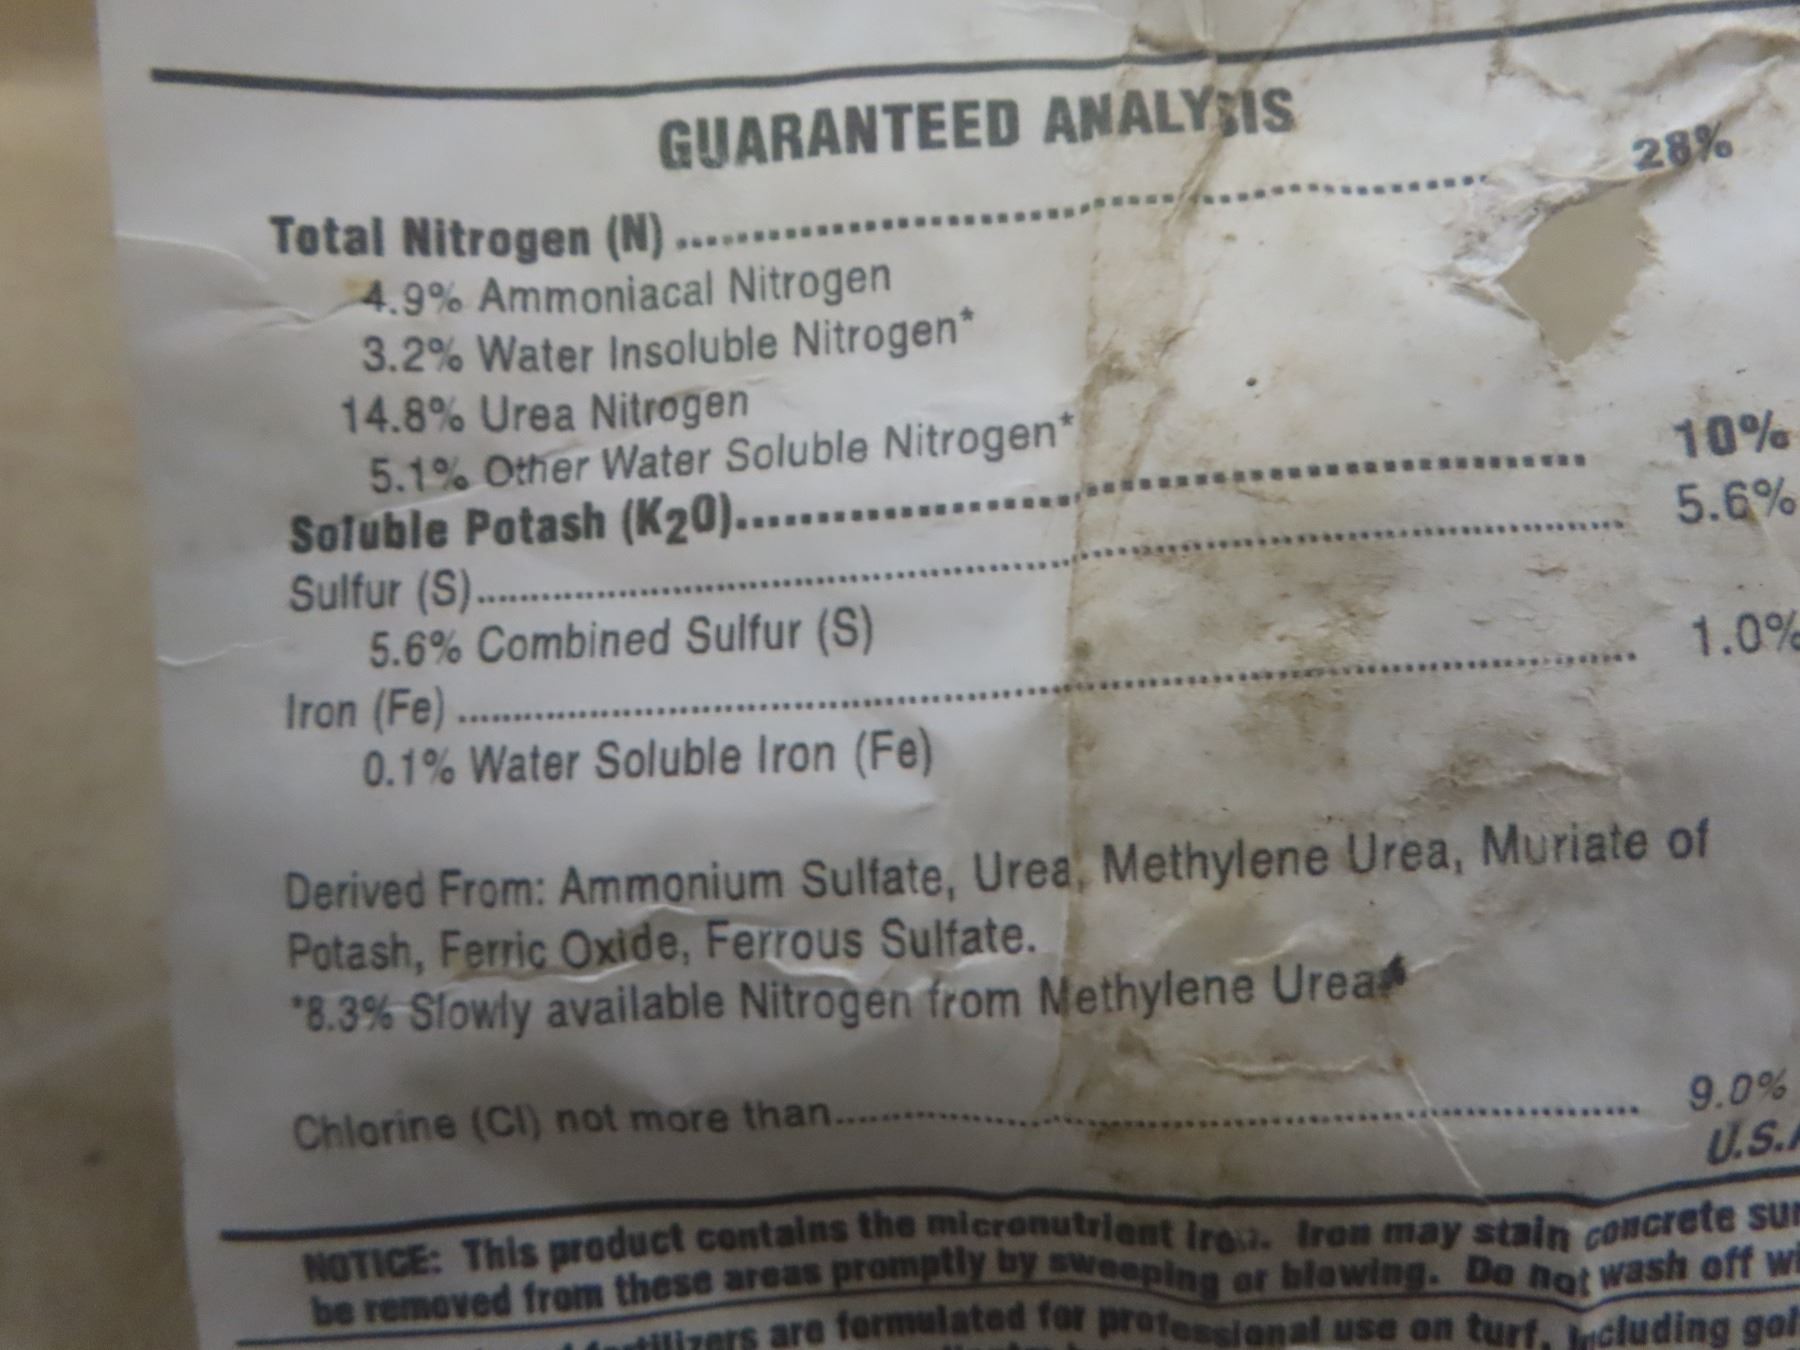 GUARANTEED ANALYSIS
Total Nitrogen (N) ........................ 28%
4.9% Ammoniacal Nitrogen
3.2% Water Insoluble Nitrogen*
14.8% Urea Nitrogen
5.1% Other Water Soluble Nitrogen*
Soluble Potash (K2O)........................ 10%
Sulfur (S)........................ 5.6%
5.6% Combined Sulfur (S)
Iron (Fe) ........................ 1.0%
0.1% Water Soluble Iron (Fe)
Derived From: Ammonium Sulfate, Urea, Methylene Urea, Muriate of
Potash, Ferric Oxide, Ferrous Sulfate.
*8.3% Slowly available Nitrogen from Methylene Urea.
Chlorine (Cl) not more than........................ 9.0%
U.S.A
NOTICE: This product contains the micronutrient iron. Iron may stain concrete sur
be removed from these areas promptly by sweeping or blowing. Do not wash off wi
fertilizers are formulated for professional use on turf, including gol